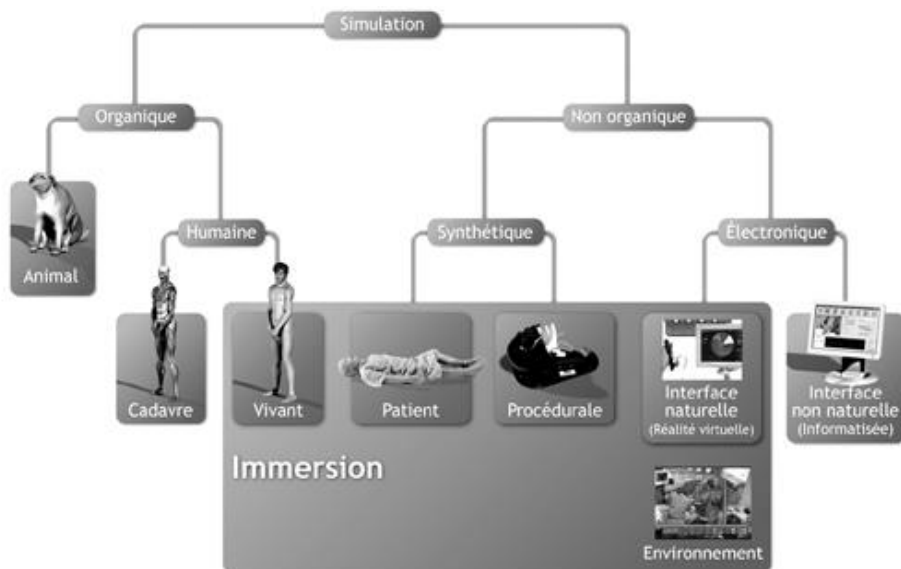 Simulation
Organique
Non organique
Animal
Humaine
Synthétique
Électronique
Cadavre
Vivant
Patient
Procédurale
Interface
naturelle
(Réalité virtuelle)
Interface
non naturelle
(Informatisée)
Immersion
Environnement